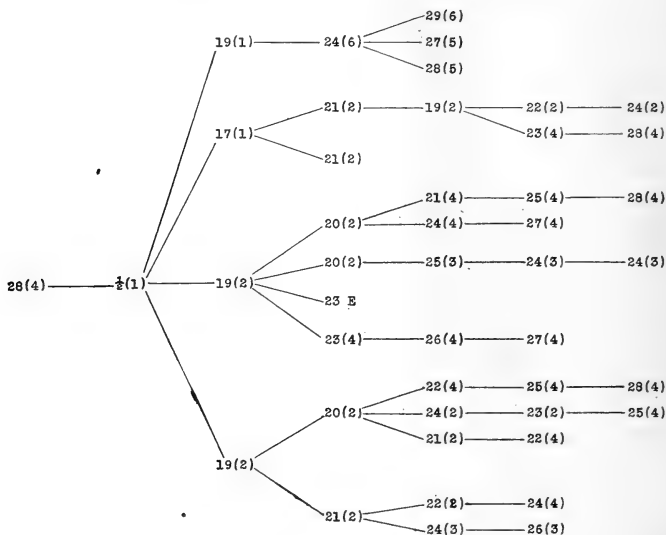 29(6)
19(1) 24(6) 27(5)
28(5)
21(2) 19(2) 22(2) 24(2)
17(1) 23(4) 28(4)
21(2)
21(4) 25(4) 28(4)
20(2) 24(4) 27(4)
20(2) 25(3) 24(3) 24(3)
28(4) ½(1) 19(2)
23 E
23(4) 26(4) 27(4)
22(4) 25(4) 28(4)
20(2) 24(2) 23(2) 25(4)
21(2) 22(4)
19(2)
22(2) 24(4)
21(2)
24(3) 26(3)